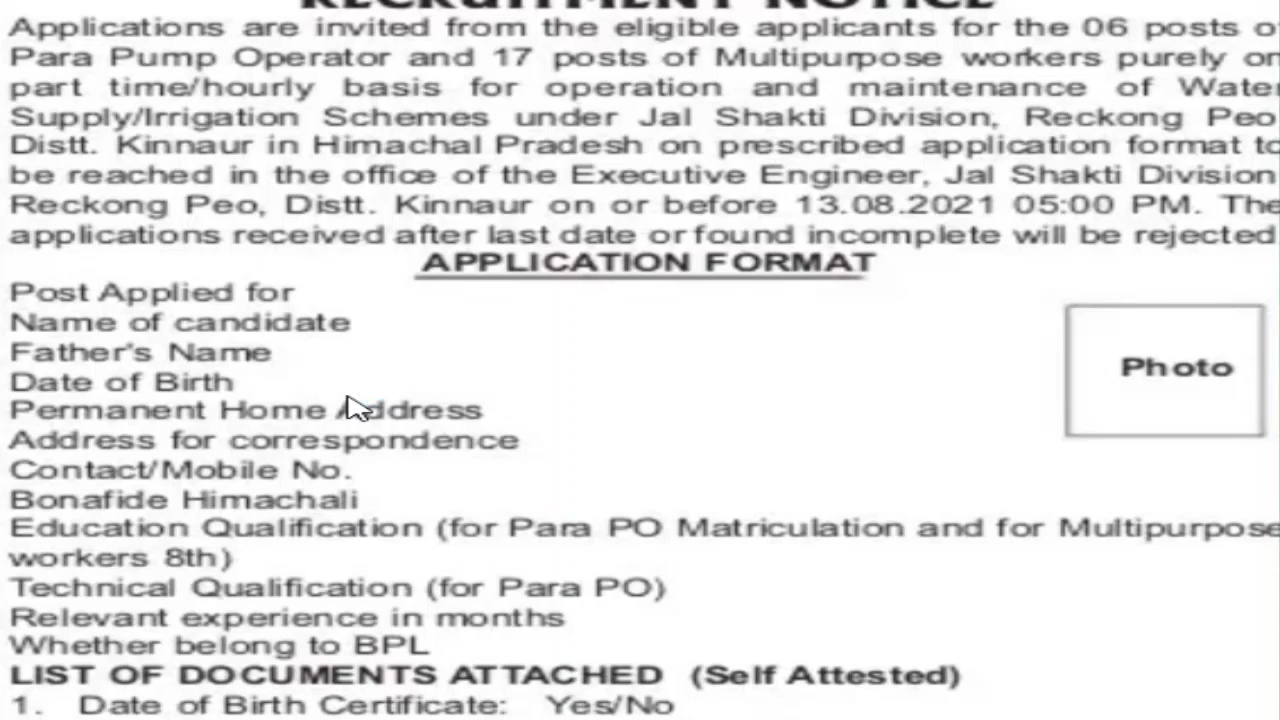 RECRUITMENT NOTICE
Applications are invited from the eligible applicants for the 06 posts o
Para Pump Operator and 17 posts of Multipurpose workers purely on
part time/hourly basis for operation and maintenance of Water
Supply/Irrigation Schemes under Jal Shakti Division, Reckong Peo
Distt. Kinnaur in Himachal Pradesh on prescribed application format to
be reached in the office of the Executive Engineer, Jal Shakti Division
Reckong Peo, Distt. Kinnaur on or before 13.08.2021 05:00 PM. The
applications received after last date or found incomplete will be rejected
APPLICATION FORMAT
Post Applied for
Name of candidate
Father's Name
Date of Birth
Permanent Home Address
Photo
Address for correspondence
Contact/Mobile No.
Bonafide Himachali
Education Qualification (for Para PO Matriculation and for Multipurpose
workers 8th)
Technical Qualification (for Para PO)
Relevant experience in months
Whether belong to BPL
LIST OF DOCUMENTS ATTACHED (Self Attested)
1. Date of Birth Certificate: Yes/No